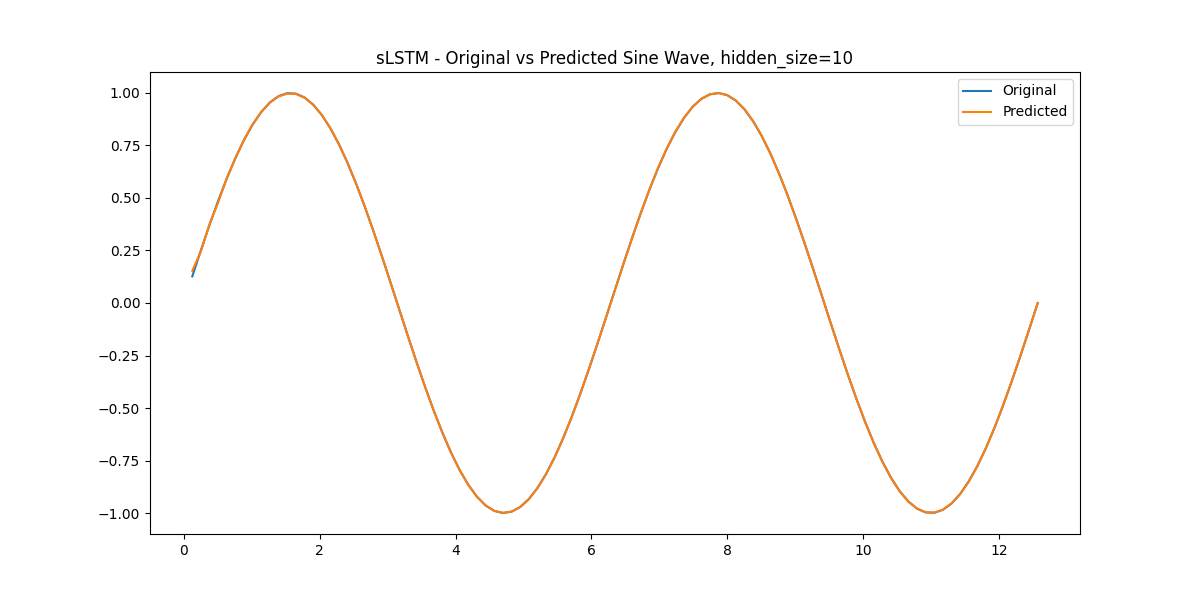 sLSTM - Original vs Predicted Sine Wave, hidden_size=10
Original
Predicted
1.00
0.75
0.50
0.25
0.00
−0.25
−0.50
−0.75
−1.00
0 2 4 6 8 10 12